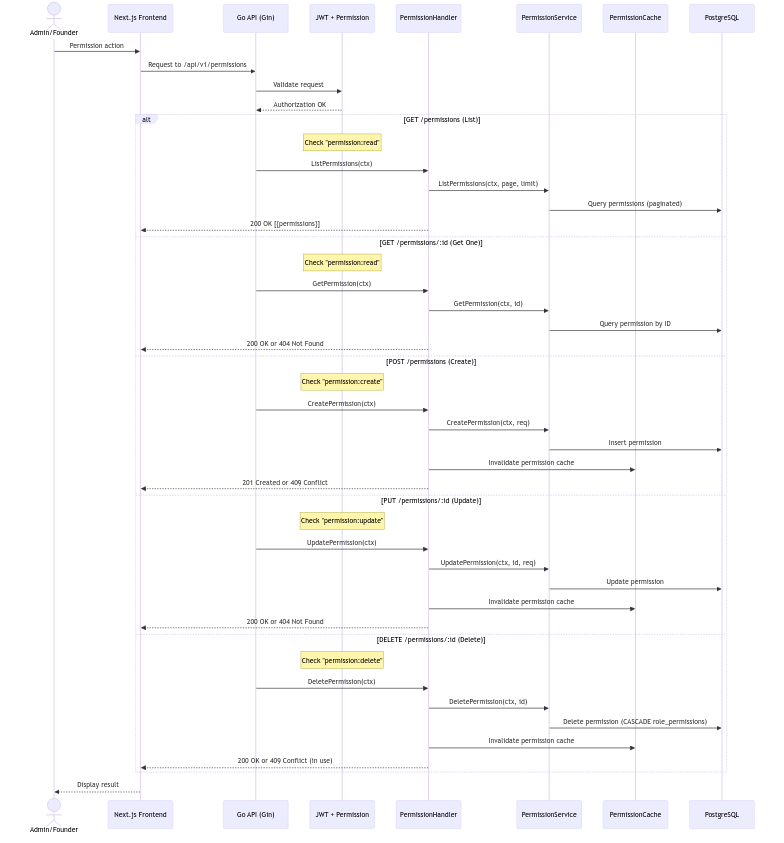 Admin/Founder
Next.js Frontend
Go API (Gin)
JWT + Permission
PermissionHandler
PermissionService
PermissionCache
PostgreSQL
Permission action
Request to /api/v1/permissions
Validate request
Authorization OK
alt
[GET /permissions (List)]
Check "permission:read"
ListPermissions(ctx)
ListPermissions(ctx, page, limit)
Query permissions (paginated)
200 OK [[permissions]]
[GET /permissions/:id (Get One)]
Check "permission:read"
GetPermission(ctx)
GetPermission(ctx, id)
Query permission by ID
200 OK or 404 Not Found
[POST /permissions (Create)]
Check "permission:create"
CreatePermission(ctx)
CreatePermission(ctx, req)
Insert permission
Invalidate permission cache
201 Created or 409 Conflict
[PUT /permissions/:id (Update)]
Check "permission:update"
UpdatePermission(ctx)
UpdatePermission(ctx, id, req)
Update permission
Invalidate permission cache
200 OK or 404 Not Found
[DELETE /permissions/:id (Delete)]
Check "permission:delete"
DeletePermission(ctx)
DeletePermission(ctx, id)
Delete permission (CASCADE role_permissions)
Invalidate permission cache
200 OK or 409 Conflict (in use)
Display result
Admin/Founder
Next.js Frontend
Go API (Gin)
JWT + Permission
PermissionHandler
PermissionService
PermissionCache
PostgreSQL